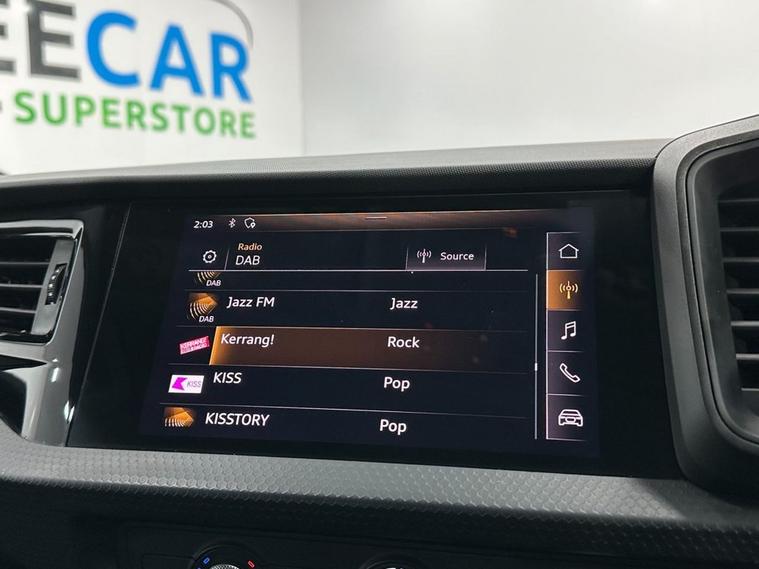 EECAR
SUPERSTORE
2:03
Radio
DAB
Source
DAB
Jazz FM Jazz
DAB
Kerrang! Rock
KERRANG!
KISS Pop
KISS
KISSTORY Pop